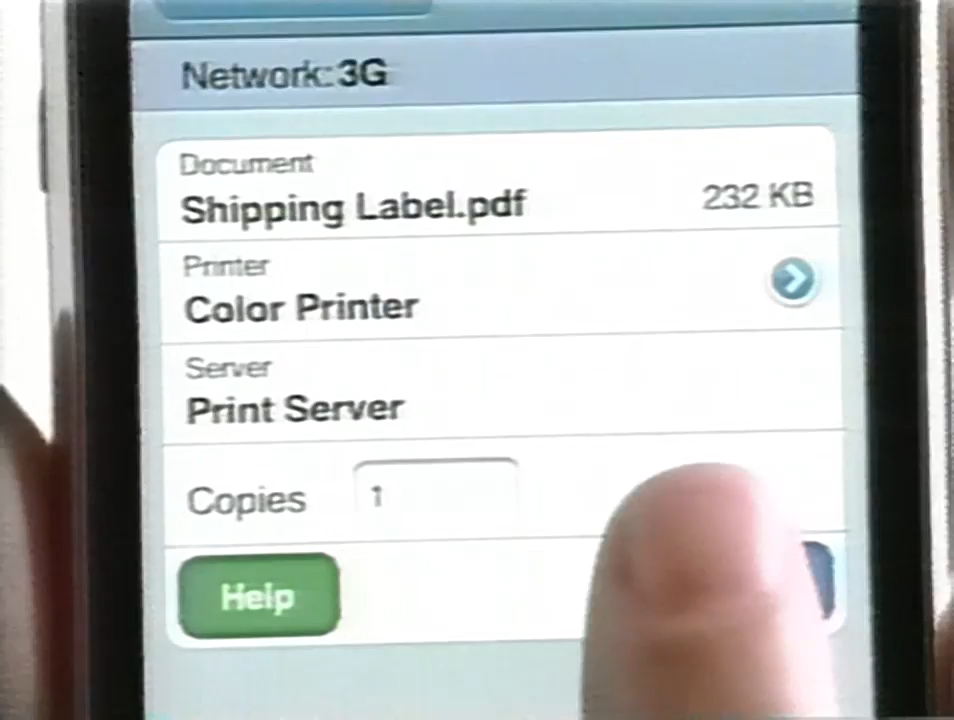 Network: 3G
Document
Shipping Label.pdf 232 KB
Printer
Color Printer
Server
Print Server
Copies 1
Help